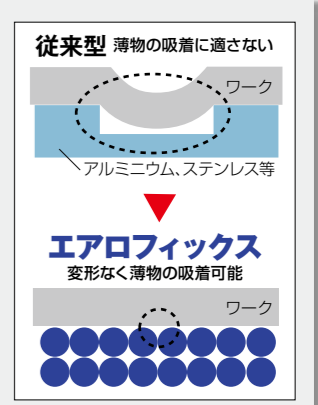 従来型 薄物の吸着に適さない
ワーク
アルミニウム、ステンレス等
エアロフィックス
変形なく薄物の吸着可能
ワーク